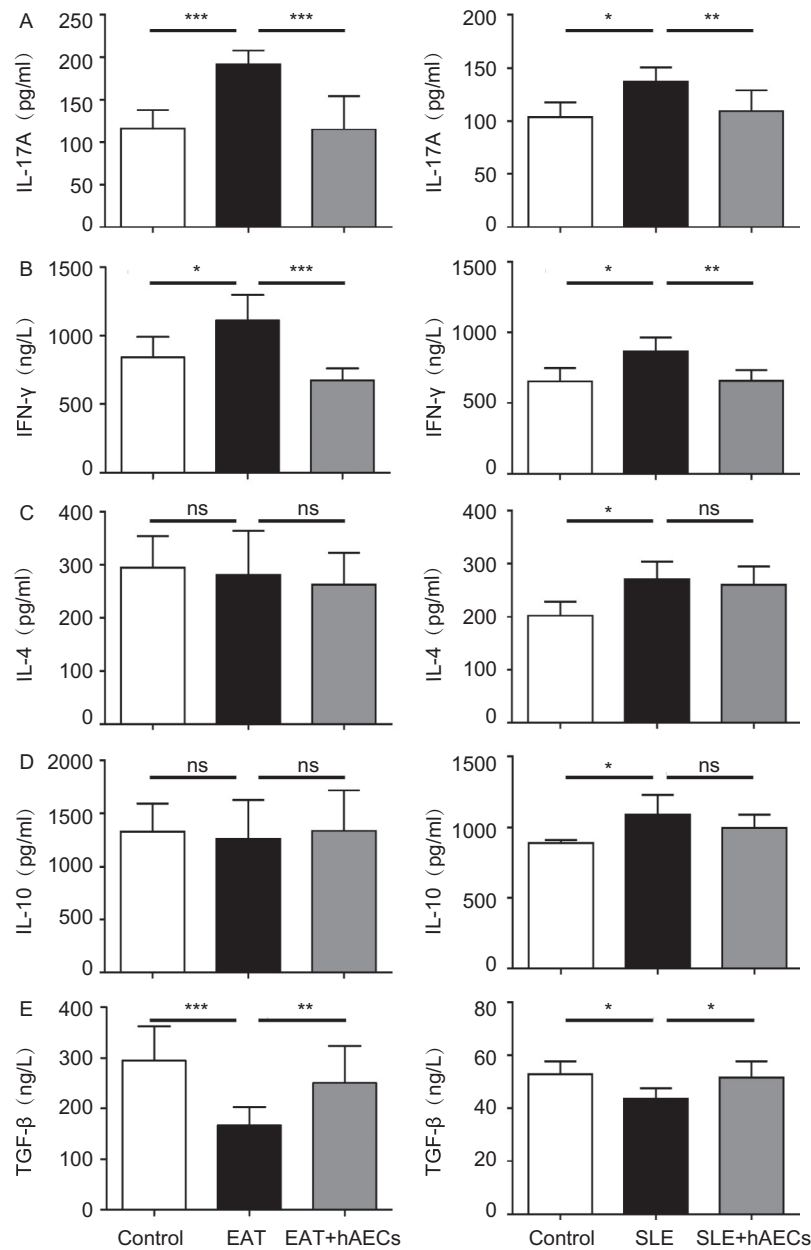 A
IL-17A (pg/ml)
250
200
150
100
50
0
***
***
IL-17A (pg/ml)
200
150
100
50
0
*
**
B
IFN-γ (ng/L)
1500
1000
500
0
*
***
IFN-γ (ng/L)
1500
1000
500
0
*
**
C
IL-4 (pg/ml)
400
300
200
100
0
ns
ns
IL-4 (pg/ml)
400
300
200
100
0
*
ns
D
IL-10 (pg/ml)
2000
1500
1000
500
0
ns
ns
IL-10 (pg/ml)
1500
1000
500
0
*
ns
E
TGF-β (ng/L)
400
300
200
100
0
***
**
TGF-β (ng/L)
80
60
40
20
0
*
*
Control EAT EAT+hAECs
Control SLE SLE+hAECs